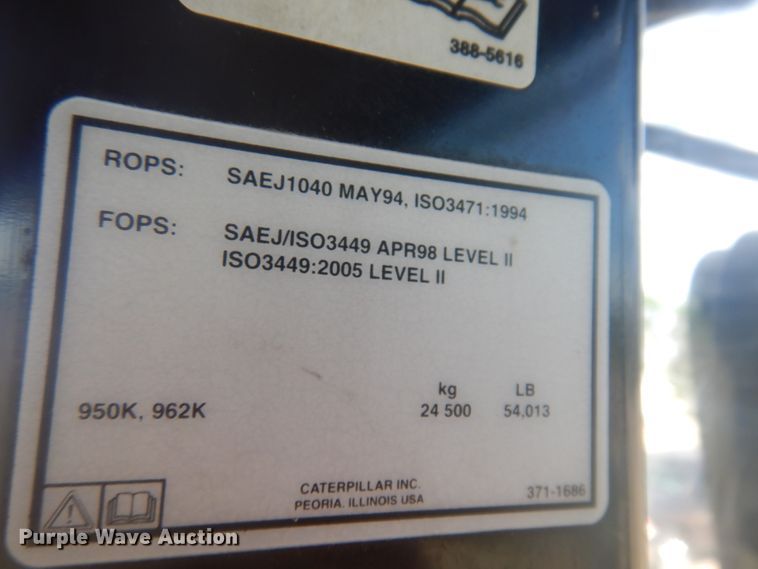 388-5616
ROPS: SAEJ1040 MAY94, ISO3471:1994
FOPS: SAEJ/ISO3449 APR98 LEVEL II
ISO3449:2005 LEVEL II
kg LB
950K, 962K 24 500 54,013
CATERPILLAR INC.
PEORIA, ILLINOIS USA
371-1686
Purple Wave Auction